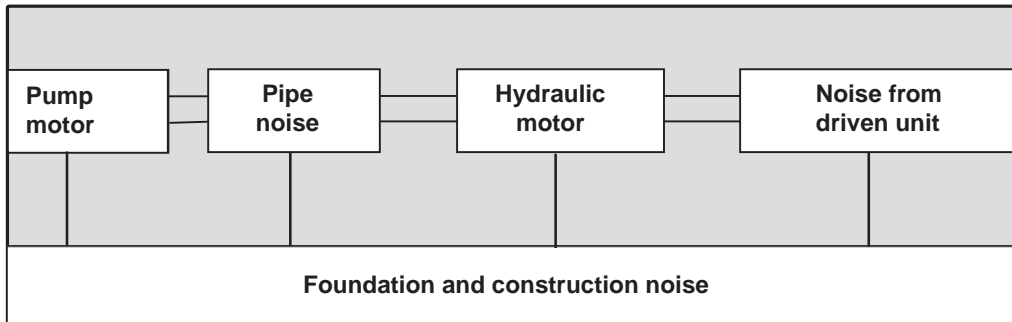 Pump
motor
Pipe
noise
Hydraulic
motor
Noise from
driven unit
Foundation and construction noise